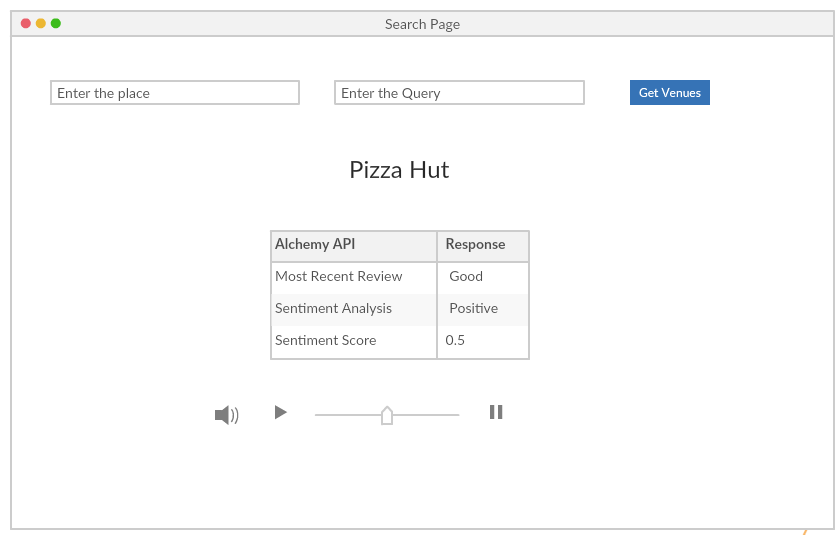 Search Page
Enter the place Enter the Query Get Venues
Pizza Hut
Alchemy API Response
Most Recent Review Good
Sentiment Analysis Positive
Sentiment Score 0.5